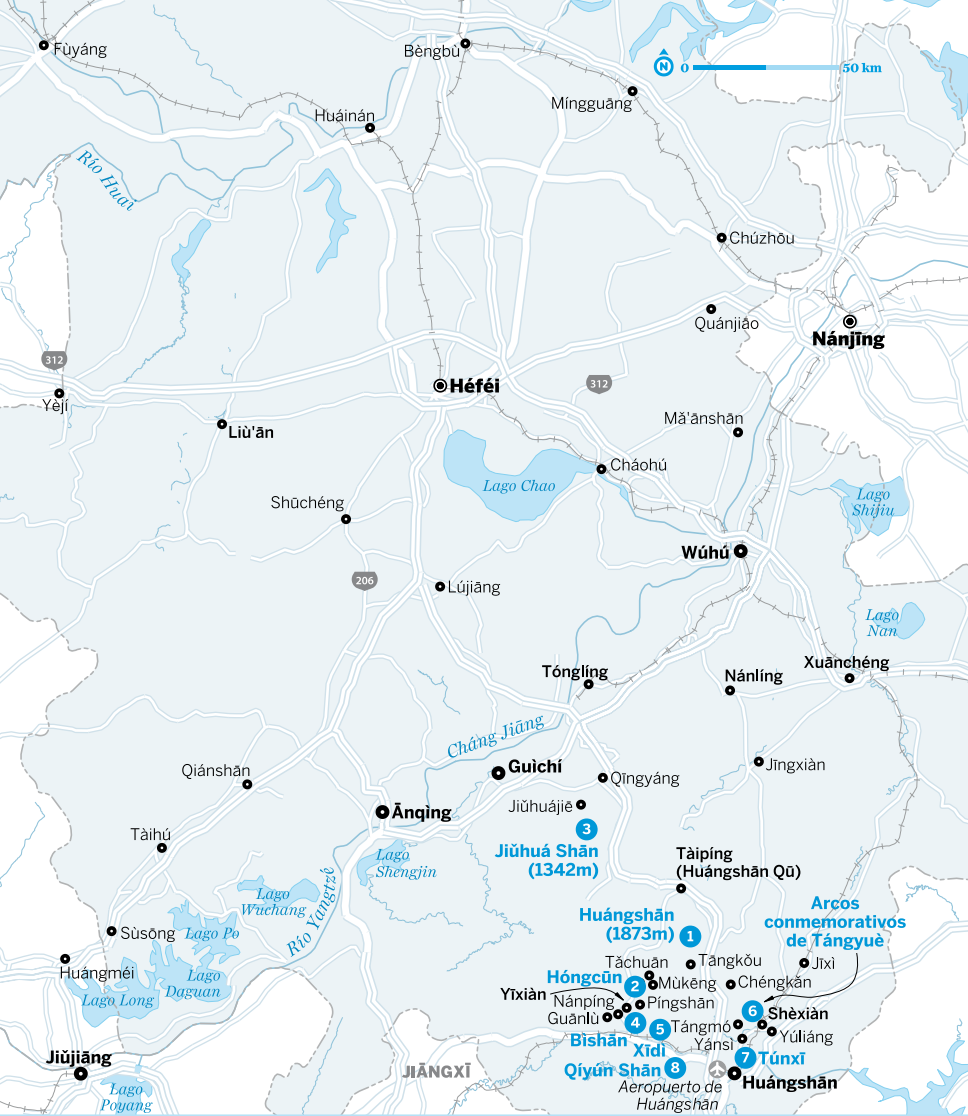 Fùyáng
Bèngbù
N 0 50 km
Míngguāng
Huáinán
Río Huai
Chúzhōu
Quánjiāo
Nánjīng
312
312
Héféi
Yèjí
Liù'ān
Mǎ'ānshān
Cháohú
Lago Chao
Lago
Shijiu
Shūchéng
Wúhú
206
Lújiāng
Lago
Nan
Xuānchéng
Tónglíng
Nánlíng
Cháng Jiāng
Guìchí
Qīngyáng
Jīngxiàn
Qiánshān
Jiǔhuájiē
Ānqìng
3
Jiǔhuá Shān
(1342m)
Tàihú
Tàipíng
(Huángshān Qū)
Lago
Shengjin
Lago
Wuchang
Río Yangtzé
Arcos
conmemorativos
de Tángyuè
Huángshān
(1873m)
1
Sùsōng
Lago Po
Huángméi
Lago
Daguan
Lago Long
Tǎchuān
Tāngkǒu
Jīxì
Hóngcūn
2
Mùkēng
Chéngkǎn
Yīxiàn
Nánpíng
Píngshān
6
Shèxiàn
Guānlù
4
5
Tángmó
Yúliáng
Bìshān
Xīdì
Yánsì
7
Túnxī
Qíyún Shān
8
Jiǔjiāng
JIĀNGXĪ
Huángshān
Aeropuerto de
Huángshān
Lago
Poyang